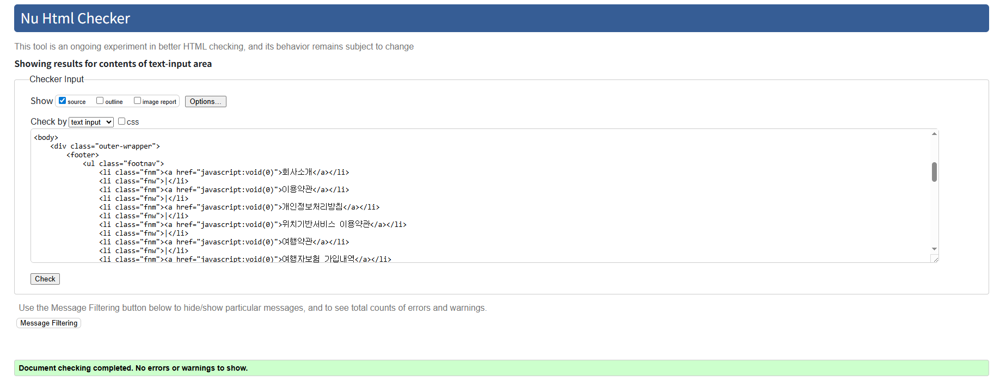 Nu Html Checker
This tool is an ongoing experiment in better HTML checking, and its behavior remains subject to change
Showing results for contents of text-input area
Checker Input
Show source outline image report Options...
Check by text input css
<body>
<div class="outer-wrapper">
<footer>
<ul class="footnav">
<li class="fnm"><a href="javascript:void(0)">회사소개</a></li>
<li class="fnw">|</li>
<li class="fnm"><a href="javascript:void(0)">이용약관</a></li>
<li class="fnw">|</li>
<li class="fnm"><a href="javascript:void(0)">개인정보처리방침</a></li>
<li class="fnw">|</li>
<li class="fnm"><a href="javascript:void(0)">위치기반서비스 이용약관</a></li>
<li class="fnw">|</li>
<li class="fnm"><a href="javascript:void(0)">여행약관</a></li>
<li class="fnw">|</li>
<li class="fnm"><a href="javascript:void(0)">여행자보험 가입내역</a></li>
Check
Use the Message Filtering button below to hide/show particular messages, and to see total counts of errors and warnings.
Message Filtering
Document checking completed. No errors or warnings to show.